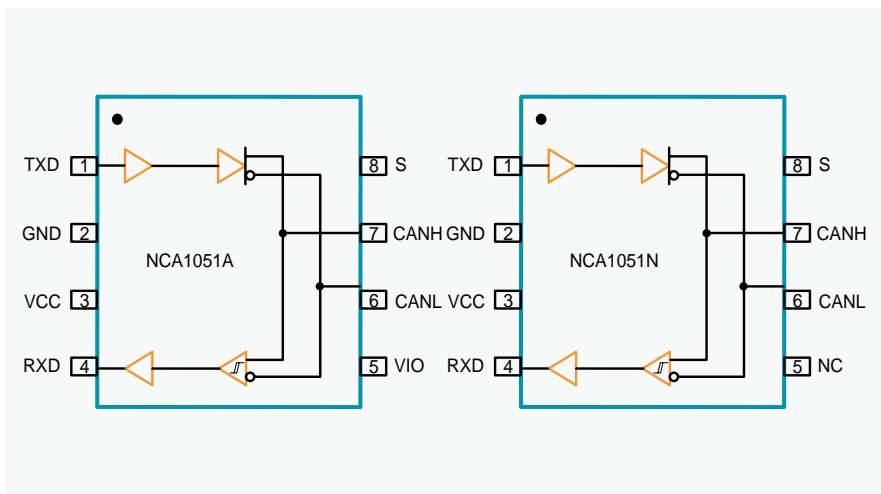 TXD 1 8 S TXD 1 8 S
GND 2 7 CANH GND 2 7 CANH
NCA1051A NCA1051N
VCC 3 6 CANL VCC 3 6 CANL
RXD 4 5 VIO RXD 4 5 NC